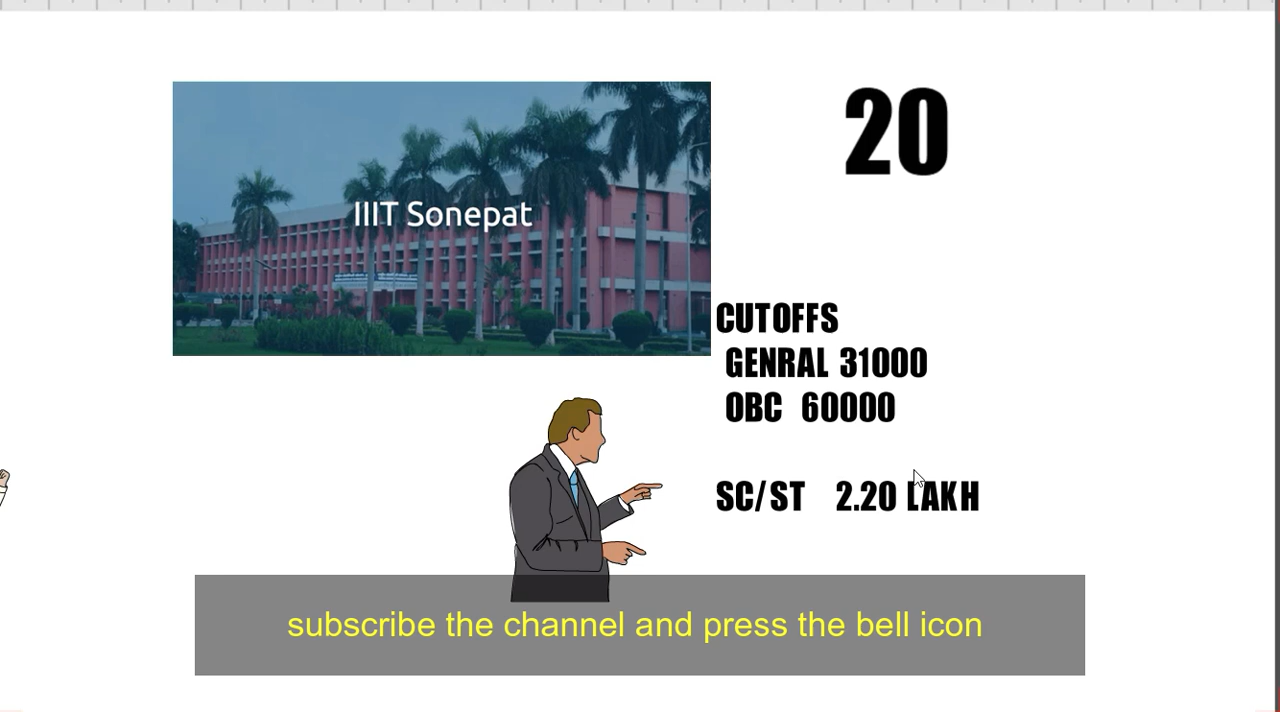 IIIT Sonepat
20
CUTOFFS
GENRAL 31000
OBC 60000
SC/ST 2.20 LAKH
subscribe the channel and press the bell icon